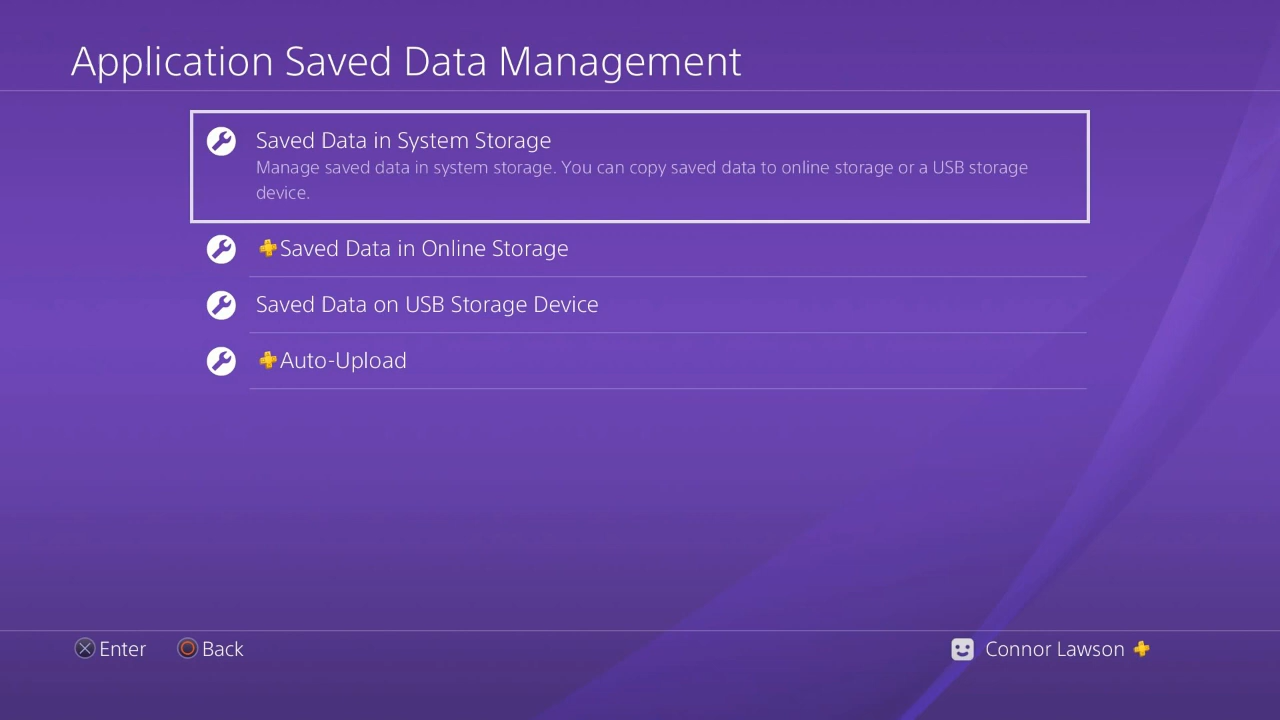 Application Saved Data Management
Saved Data in System Storage
Manage saved data in system storage. You can copy saved data to online storage or a USB storage
device.
Saved Data in Online Storage
Saved Data on USB Storage Device
Auto-Upload
Enter Back Connor Lawson